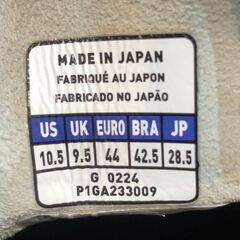 MADE IN JAPAN
FABRIQUÉ AU JAPON
FABRICADO NO JAPÃO
US UK EURO BRA JP
10.5 9.5 44 42.5 28.5
G 0224
P1GA233009